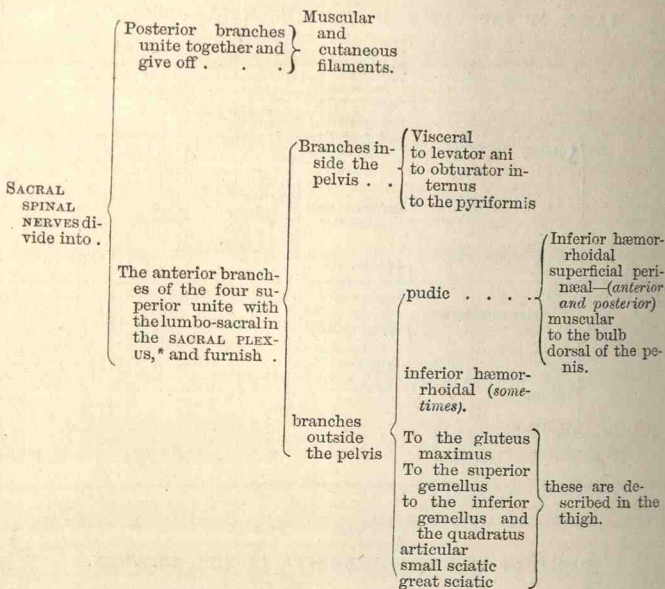 SACRAL
SPINAL
NERVES di-
vide into .
Posterior branches
unite together and
give off . . .
Muscular
and
cutaneous
filaments.
The anterior branch-
es of the four su-
perior unite with
the lumbo-sacral in
the SACRAL PLEX-
US,* and furnish .
Branches in-
side the
pelvis . .
Visceral
to levator ani
to obturator in-
ternus
to the pyriformis
branches
outside
the pelvis
pudic . . . .
Inferior hæmor-
rhoidal
superficial peri-
næal—(anterior
and posterior)
muscular
to the bulb
dorsal of the pe-
nis.
inferior hæmor-
rhoidal (some-
times).
To the gluteus
maximus
To the superior
gemellus
to the inferior
gemellus and
the quadratus
articular
small sciatic
great sciatic
these are de-
scribed in the
thigh.